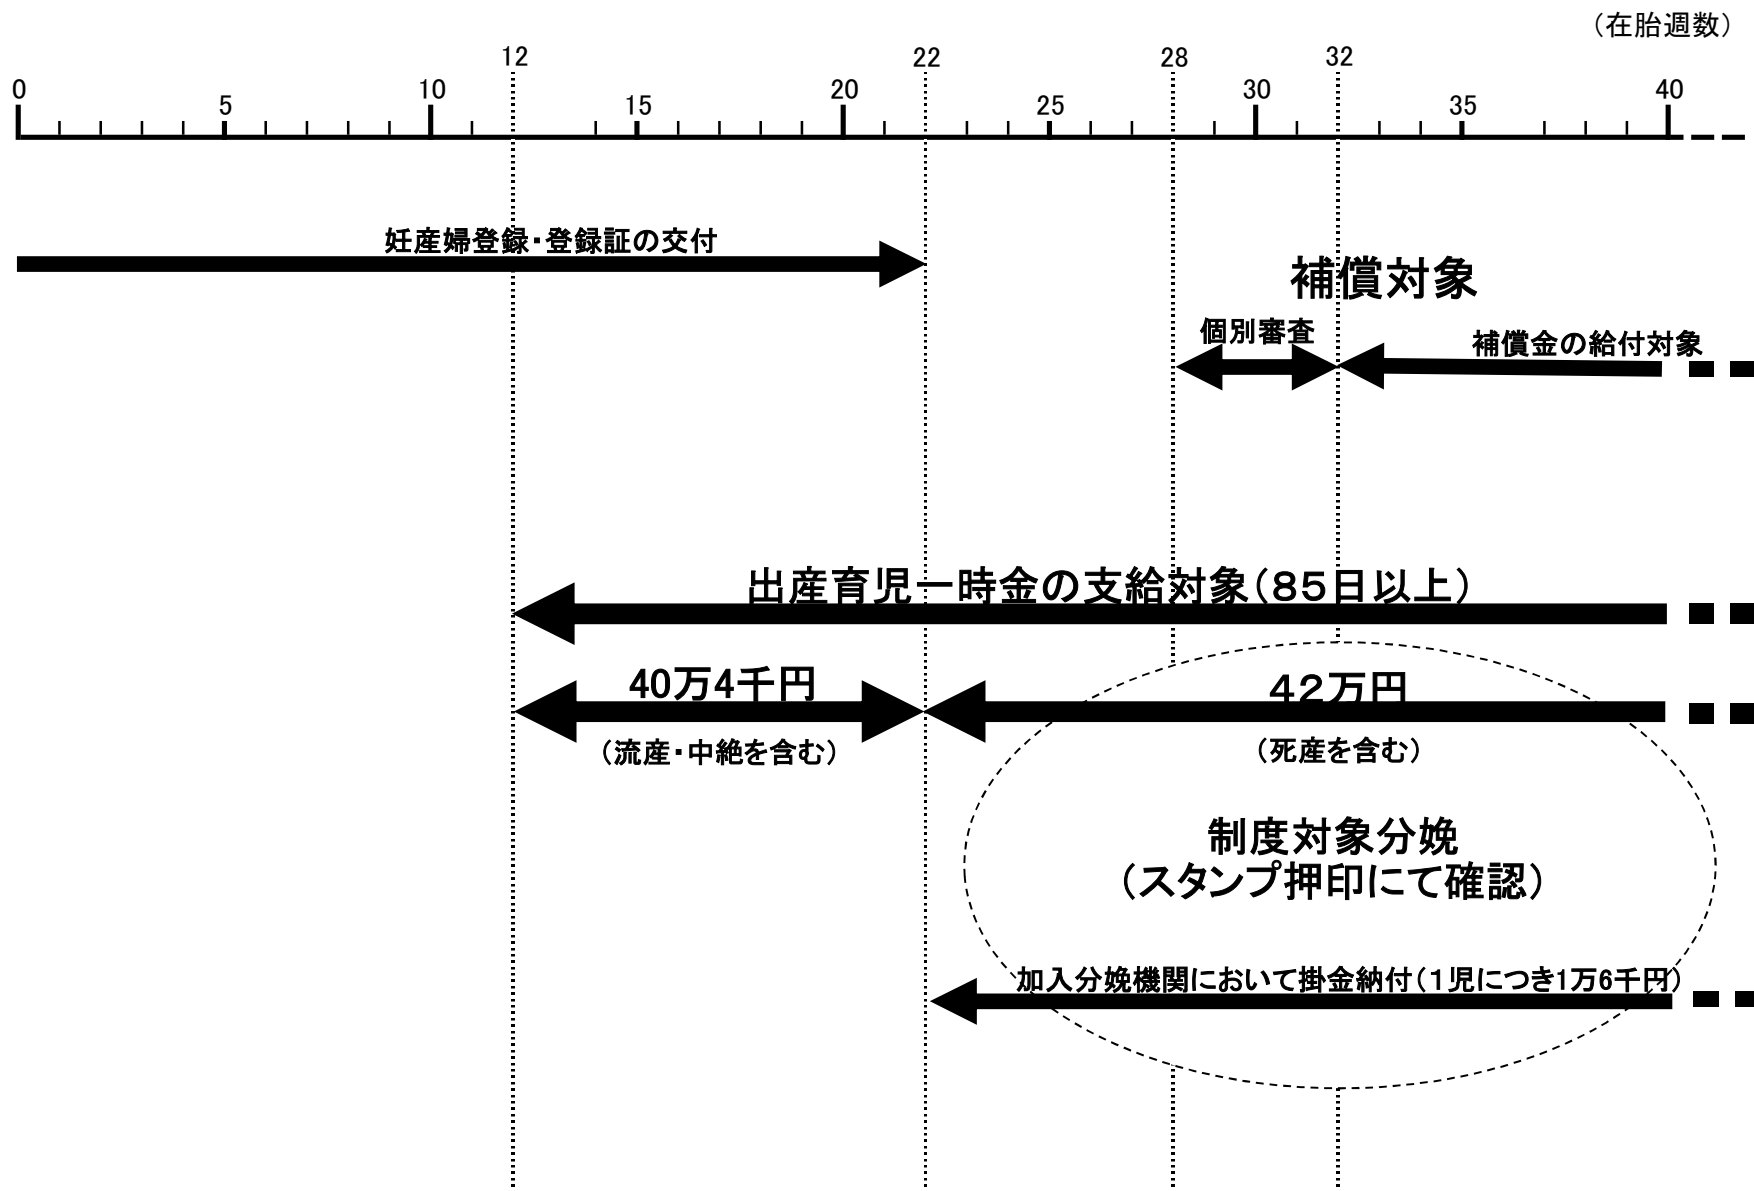 （在胎週数）
12 22 28 32
0 5 10 15 20 25 30 35 40
妊産婦登録・登録証の交付
補償対象
個別審査
補償金の給付対象
出産育児一時金の支給対象（８５日以上）
40万4千円
４２万円
（流産・中絶を含む）
（死産を含む）
制度対象分娩
（スタンプ押印にて確認）
加入分娩機関において掛金納付（１児につき1万6千円）